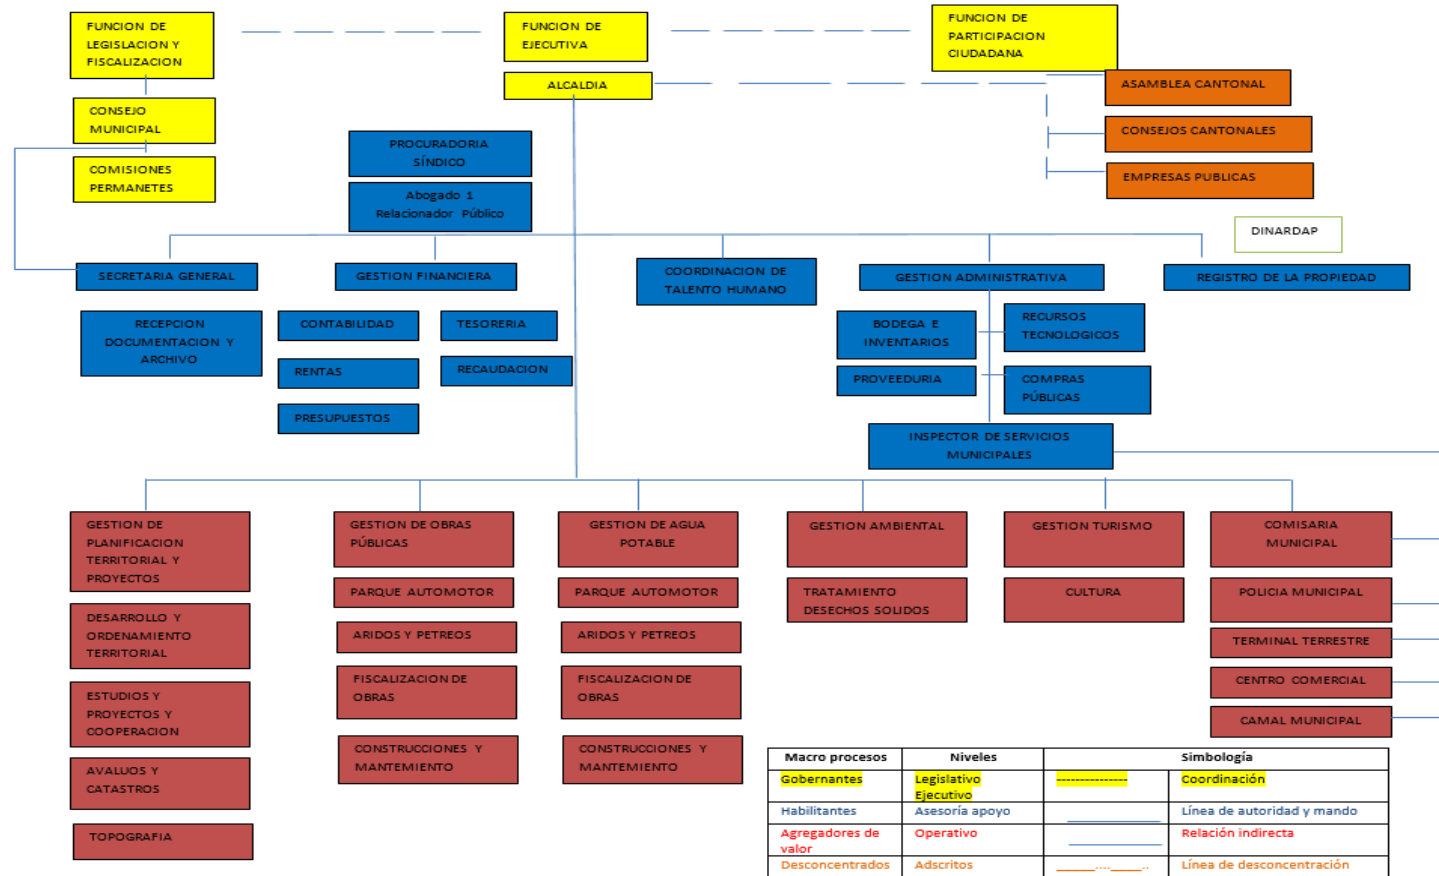 FUNCION DE
LEGISLACION Y
FISCALIZACION
FUNCION DE
EJECUTIVA
FUNCION DE
PARTICIPACION
CIUDADANA
ALCALDIA
ASAMBLEA CANTONAL
CONSEJO
MUNICIPAL
CONSEJOS CANTONALES
PROCURADORIA
SÍNDICO
COMISIONES
PERMANETES
EMPRESAS PUBLICAS
Abogado 1
Relacionador Público
DINARDAP
SECRETARIA GENERAL
GESTION FINANCIERA
COORDINACION DE
TALENTO HUMANO
GESTION ADMINISTRATIVA
REGISTRO DE LA PROPIEDAD
RECEPCION
DOCUMENTACION Y
ARCHIVO
CONTABILIDAD
TESORERIA
BODEGA E
INVENTARIOS
RECURSOS
TECNOLOGICOS
RENTAS
RECAUDACION
PROVEEDURIA
COMPRAS
PÚBLICAS
PRESUPUESTOS
INSPECTOR DE SERVICIOS
MUNICIPALES
GESTION DE
PLANIFICACION
TERRITORIAL Y
PROYECTOS
GESTION DE OBRAS
PÚBLICAS
GESTION DE AGUA
POTABLE
GESTION AMBIENTAL
GESTION TURISMO
COMISARIA
MUNICIPAL
PARQUE AUTOMOTOR
PARQUE AUTOMOTOR
TRATAMIENTO
DESECHOS SOLIDOS
CULTURA
POLICIA MUNICIPAL
DESARROLLO Y
ORDENAMIENTO
TERRITORIAL
ARIDOS Y PETREOS
ARIDOS Y PETREOS
TERMINAL TERRESTRE
ESTUDIOS Y
PROYECTOS Y
COOPERACION
FISCALIZACION DE
OBRAS
FISCALIZACION DE
OBRAS
CENTRO COMERCIAL
CAMAL MUNICIPAL
AVALUOS Y
CATASTROS
CONSTRUCCIONES Y
MANTEMIENTO
CONSTRUCCIONES Y
MANTEMIENTO
TOPOGRAFIA
Macro procesos Niveles Simbología
Gobernantes Legislativo Ejecutivo --------------- Coordinación
Habilitantes Asesoría apoyo Línea de autoridad y mando
Agregadores de valor Operativo Relación indirecta
Desconcentrados Adscritos _____....____.. Línea de desconcentración